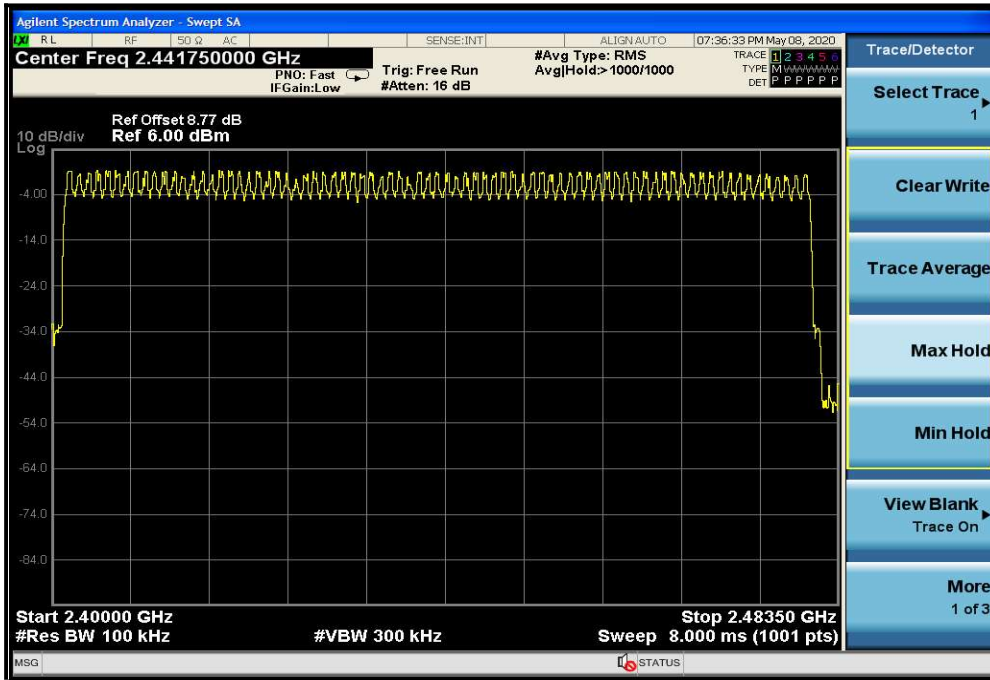 Agilent Spectrum Analyzer - Swept SA
LXI RL RF 50 Ω AC SENSE:INT ALIGN AUTO 07:36:33 PM May 08, 2020
Center Freq 2.441750000 GHz
PNO: Fast
IFGain:Low
Trig: Free Run
#Atten: 16 dB
#Avg Type: RMS
Avg|Hold:>1000/1000
TRACE 1 2 3 4 5 6
TYPE M WWWWW
DET P P P P P P
Ref Offset 8.77 dB
10 dB/div Ref 6.00 dBm
Log
-4.00
-14.0
-24.0
-34.0
-44.0
-54.0
-64.0
-74.0
-84.0
Start 2.40000 GHz Stop 2.48350 GHz
#Res BW 100 kHz #VBW 300 kHz Sweep 8.000 ms (1001 pts)
MSG STATUS
Trace/Detector
Select Trace
1
Clear Write
Trace Average
Max Hold
Min Hold
View Blank
Trace On
More
1 of 3